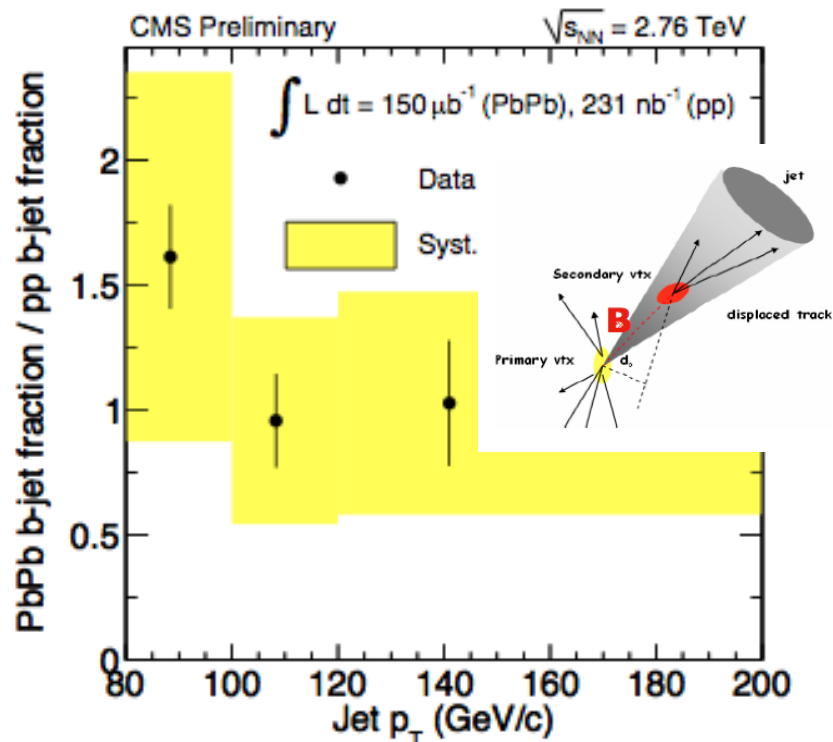 CMS Preliminary
√s_NN = 2.76 TeV
∫ L dt = 150 μb⁻¹ (PbPb), 231 nb⁻¹ (pp)
Data
Syst.
PbPb b-jet fraction / pp b-jet fraction
2
1.5
1
0.5
0
80 100 120 140 160 180 200
Jet p_T (GeV/c)
jet
Secondary vtx
displaced track
B
Primary vtx
d₀